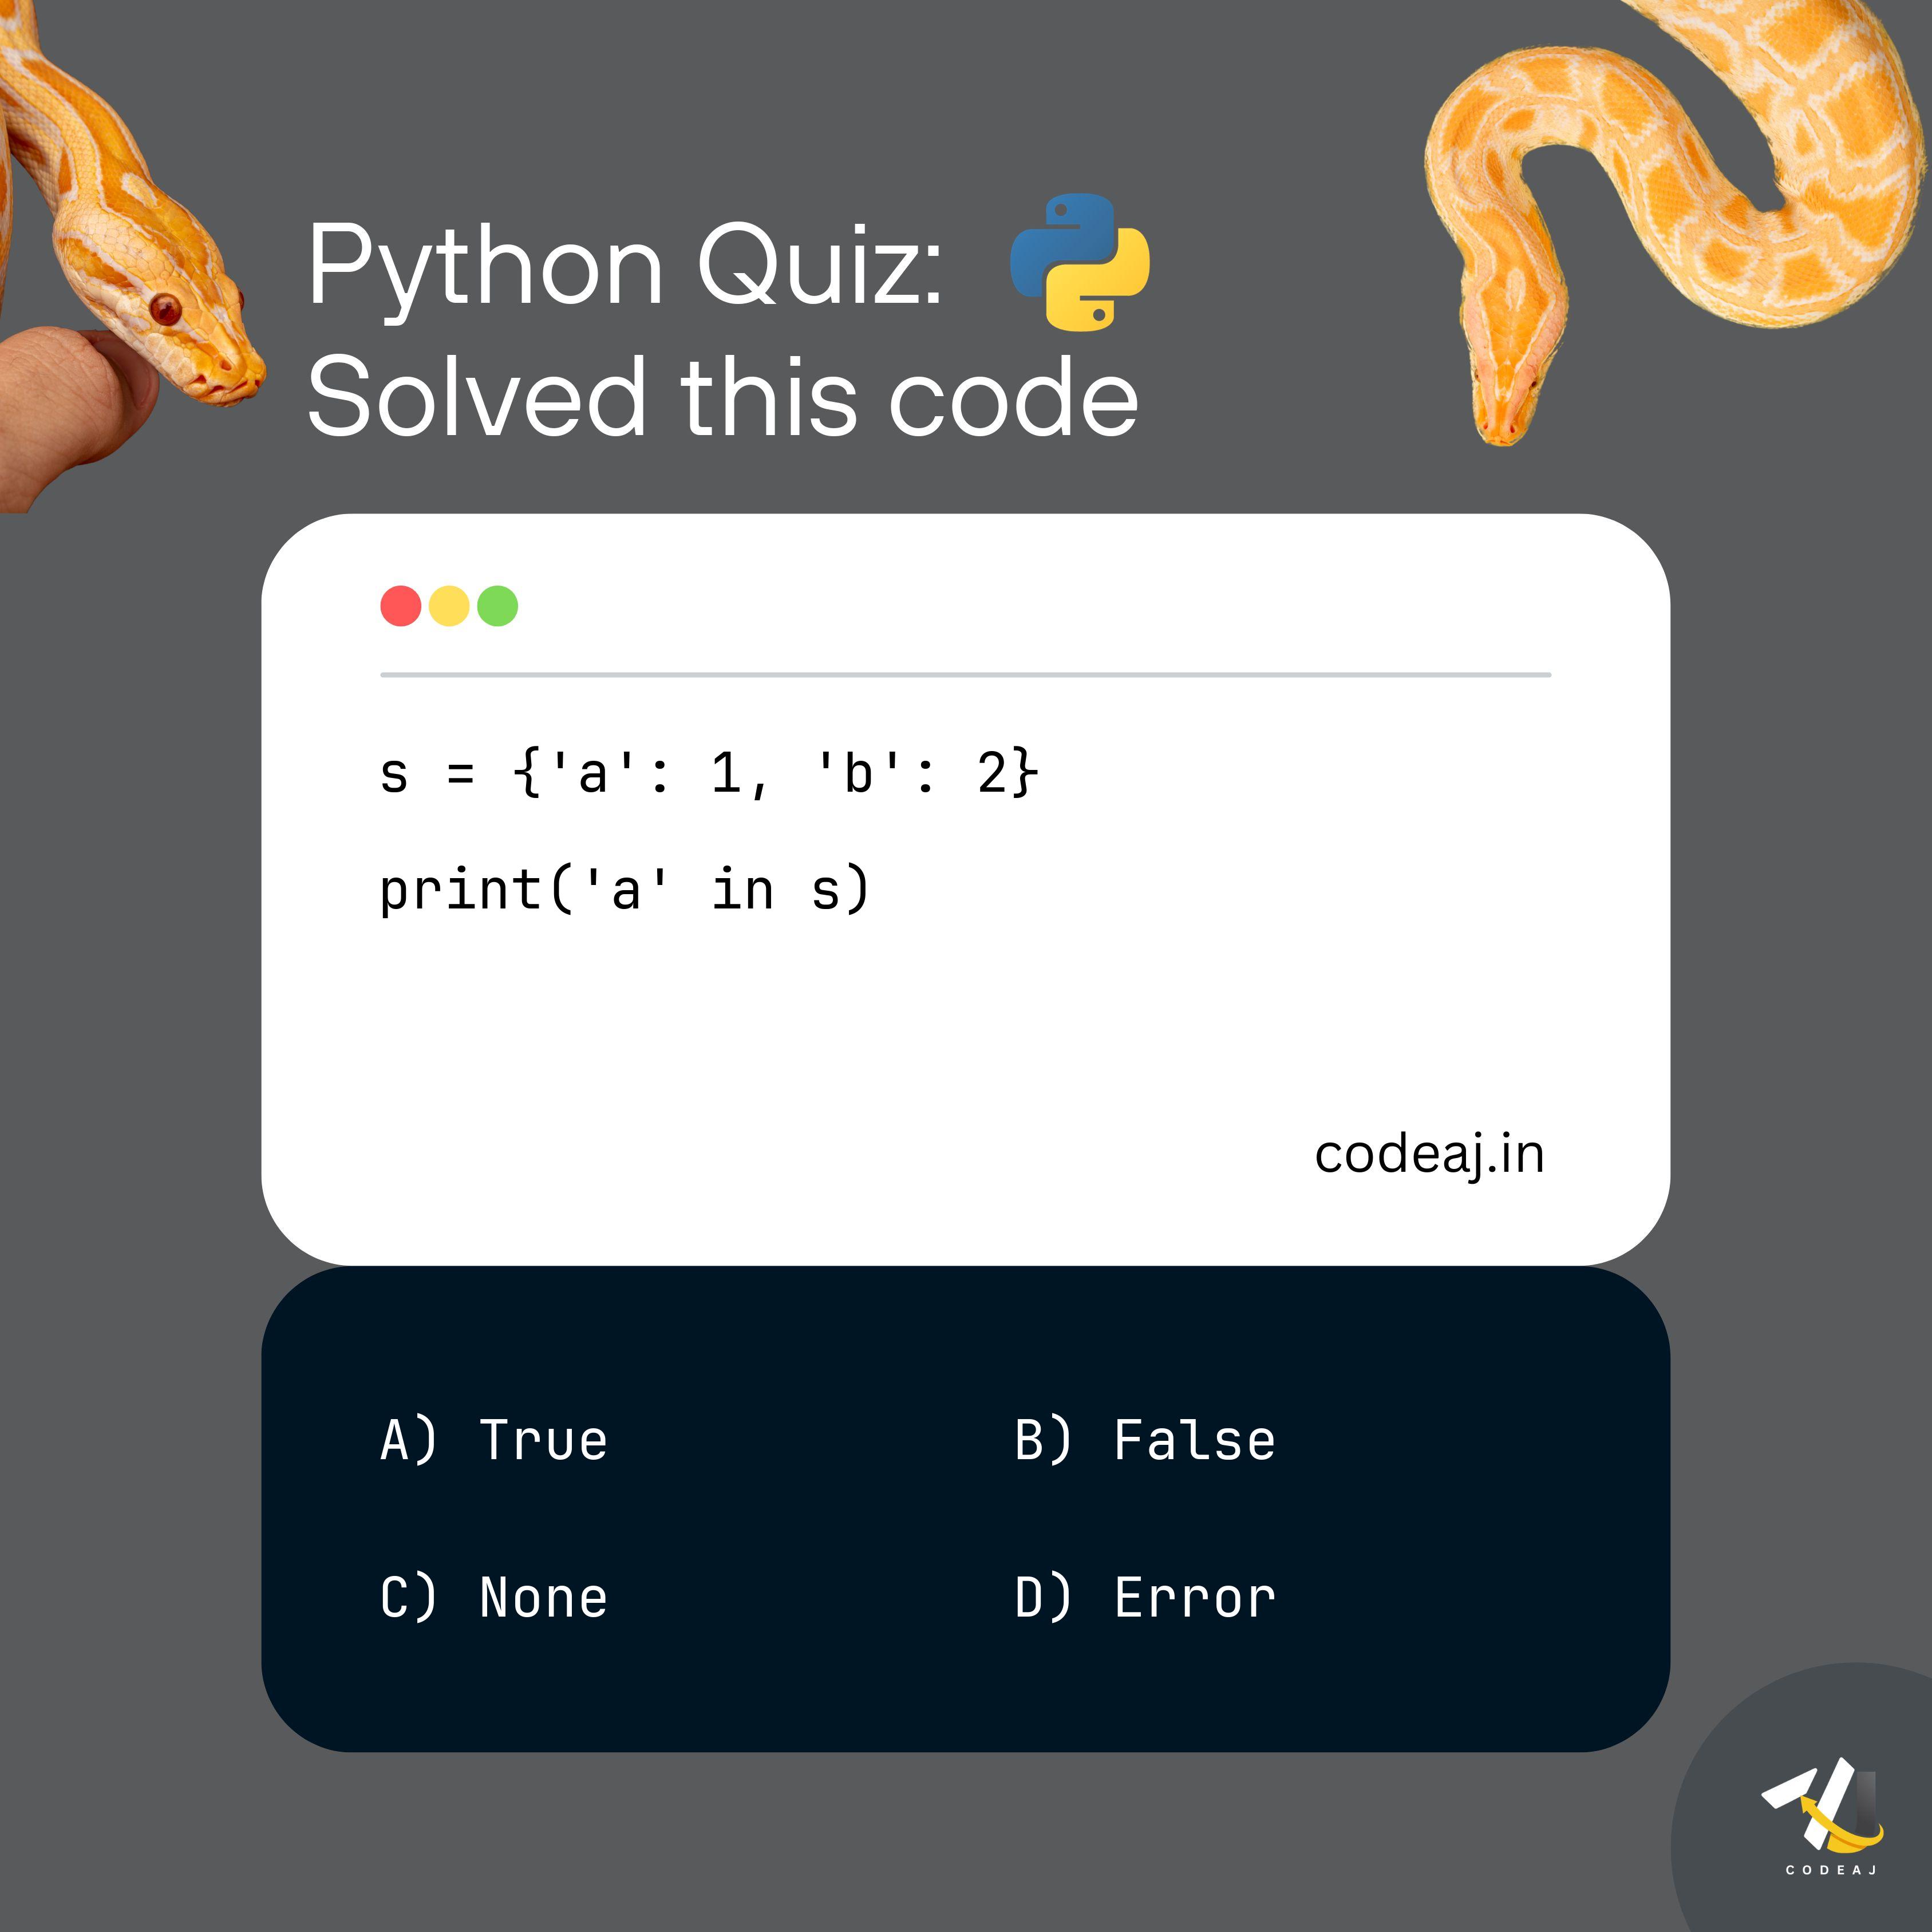 Python Quiz:
Solved this code
s = {'a': 1, 'b': 2}
print('a' in s)
codeaj.in
A) True
B) False
C) None
D) Error
CODEAJ